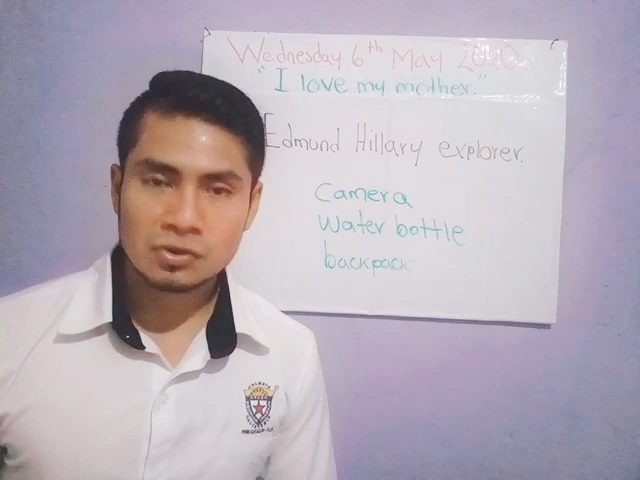 Wednesday 6th May 2020
"I love my mother."
Edmund Hillary explorer.
Camera
Water bottle
backpack